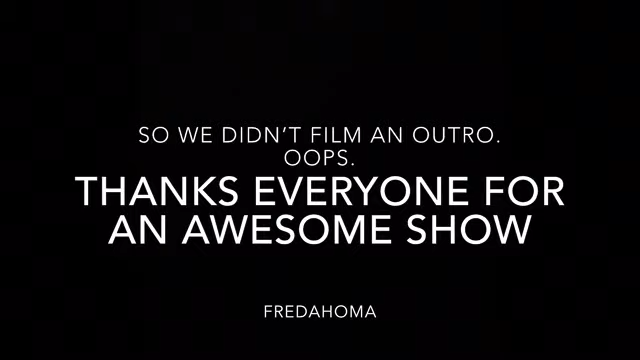 SO WE DIDN’T FILM AN OUTRO.
OOPS.
THANKS EVERYONE FOR
AN AWESOME SHOW
FREDAHOMA